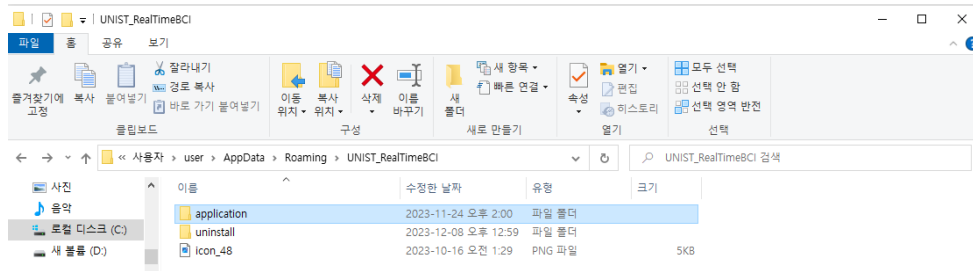 UNIST_RealTimeBCI
파일 홈 공유 보기
즐겨찾기에 고정
복사
붙여넣기
잘라내기
경로 복사
바로 가기 붙여넣기
클립보드
이동 위치
복사 위치
삭제
이름 바꾸기
구성
새 폴더
새 항목
빠른 연결
새로 만들기
속성
열기
편집
히스토리
열기
모두 선택
선택 안 함
선택 영역 반전
선택
« 사용자 › user › AppData › Roaming › UNIST_RealTimeBCI
UNIST_RealTimeBCI 검색
사진
음악
로컬 디스크 (C:)
새 볼륨 (D:)
이름 수정한 날짜 유형 크기
application 2023-11-24 오후 2:00 파일 폴더
uninstall 2023-12-08 오후 12:59 파일 폴더
icon_48 2023-10-16 오전 1:29 PNG 파일 5KB